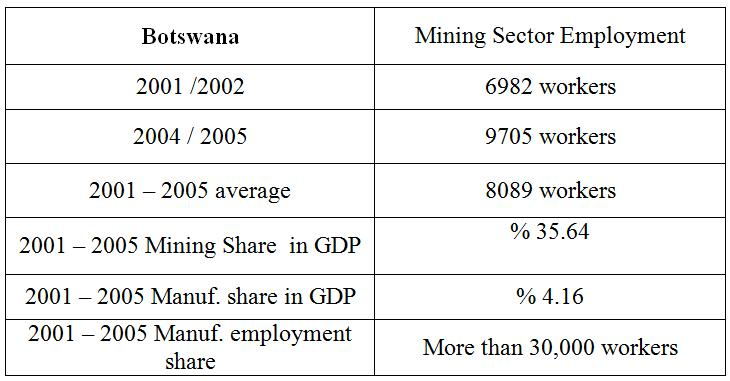 Botswana
Mining Sector Employment
2001 /2002
6982 workers
2004 / 2005
9705 workers
2001 – 2005 average
8089 workers
2001 – 2005 Mining Share in GDP
% 35.64
2001 – 2005 Manuf. share in GDP
% 4.16
2001 – 2005 Manuf. employment
share
More than 30,000 workers